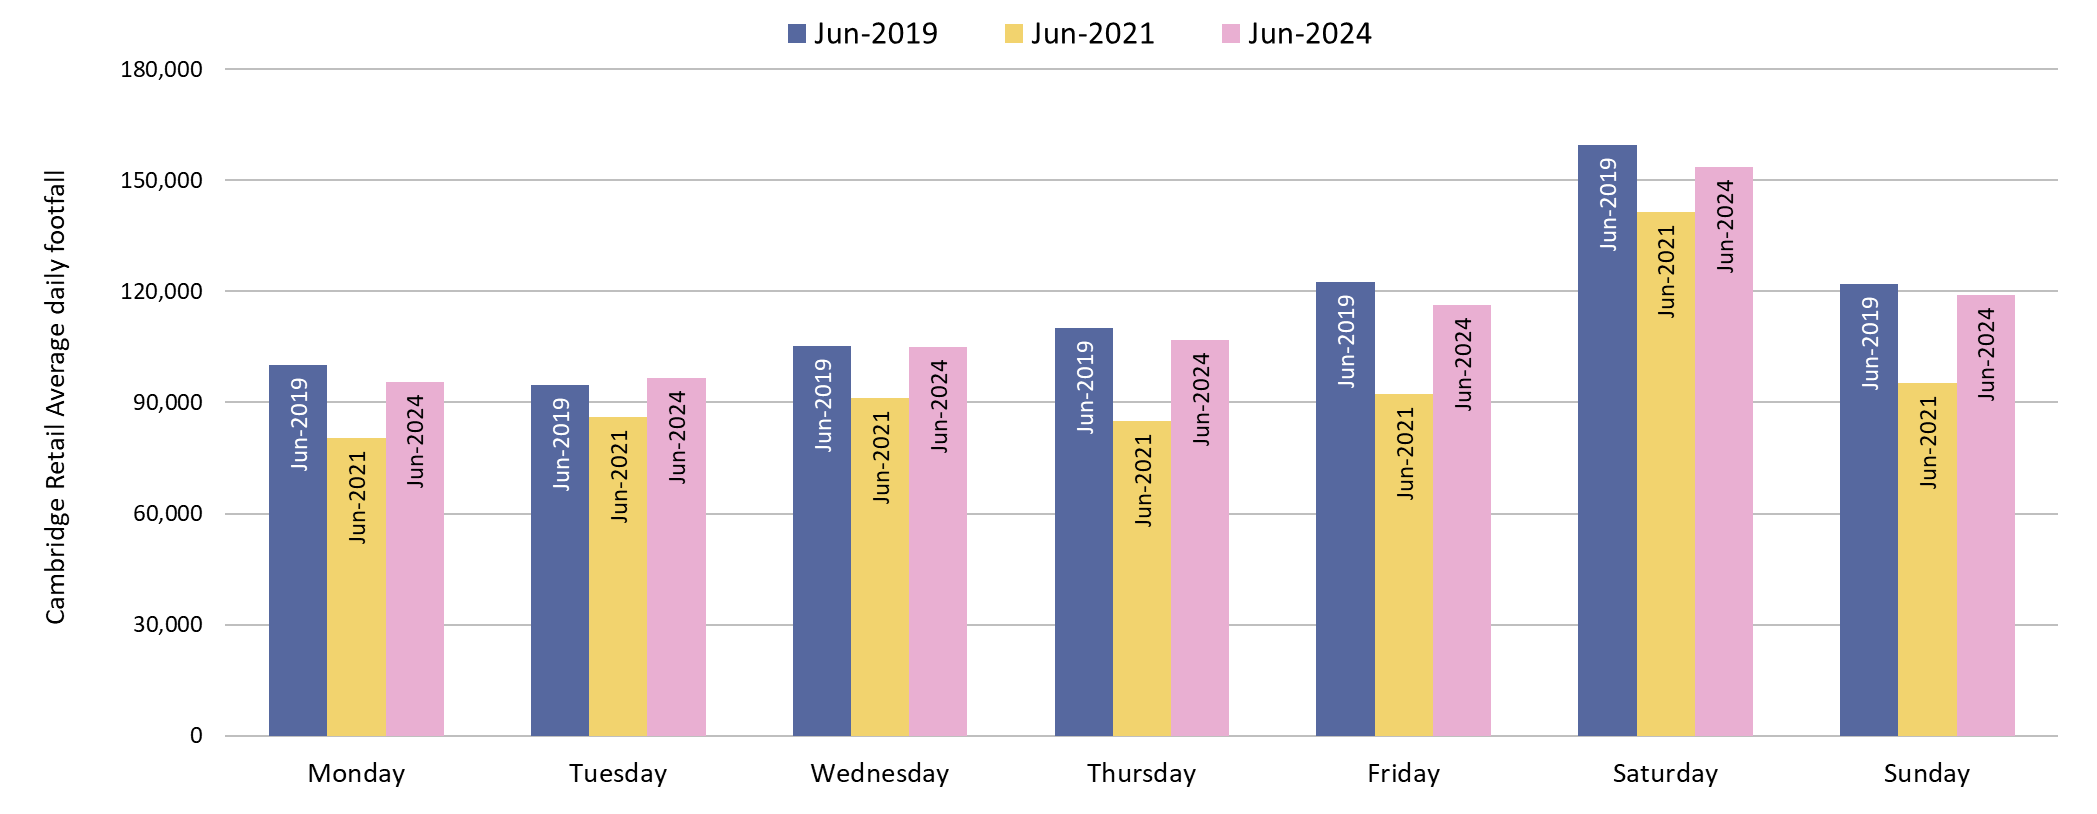 Jun-2019 Jun-2021 Jun-2024
180,000
150,000
120,000
90,000
60,000
30,000
0
Cambridge Retail Average daily footfall
Jun-2019
Jun-2021
Jun-2024
Jun-2019
Jun-2021
Jun-2024
Jun-2019
Jun-2021
Jun-2024
Jun-2019
Jun-2021
Jun-2024
Jun-2019
Jun-2021
Jun-2024
Jun-2019
Jun-2021
Jun-2024
Jun-2019
Jun-2021
Jun-2024
Monday Tuesday Wednesday Thursday Friday Saturday Sunday